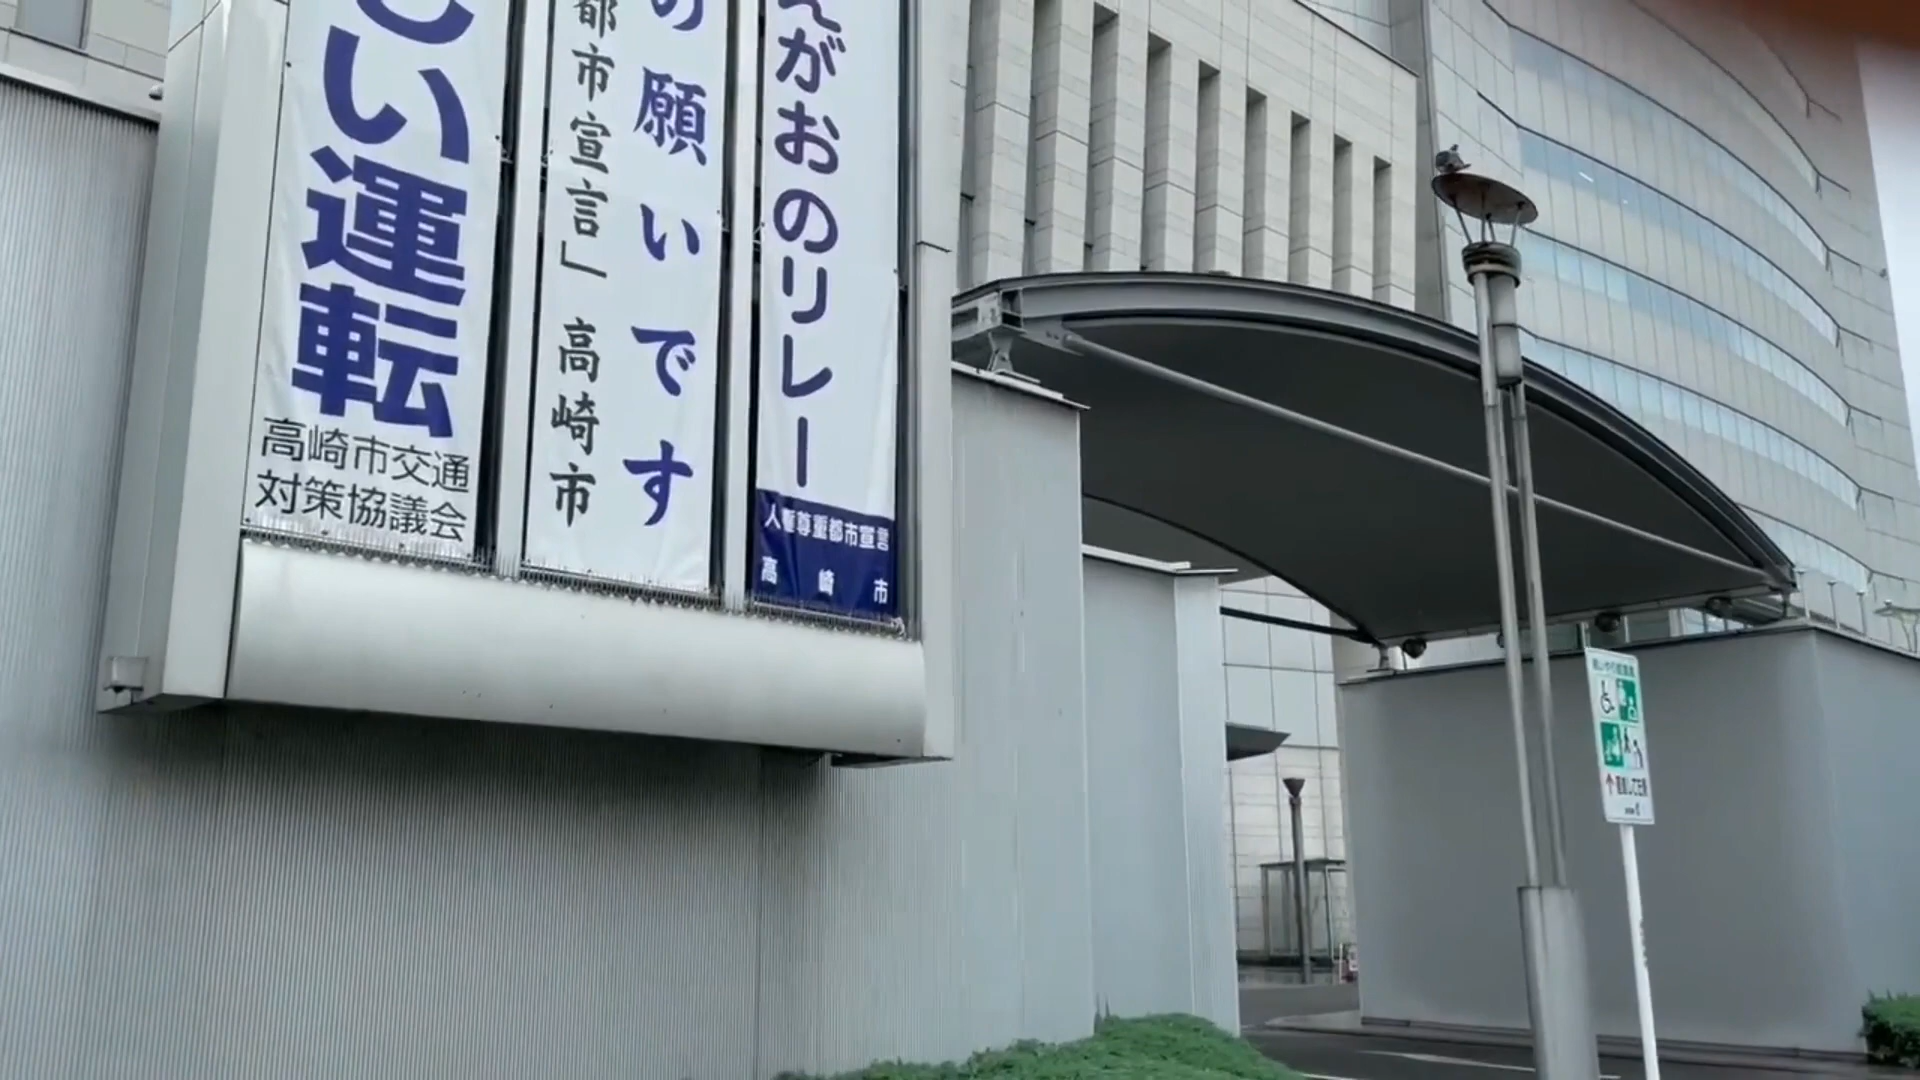 えがおのリレー
人権尊重都市宣言
高崎市
の願いです
都市宣言」高崎市
しい運転
高崎市交通
対策協議会